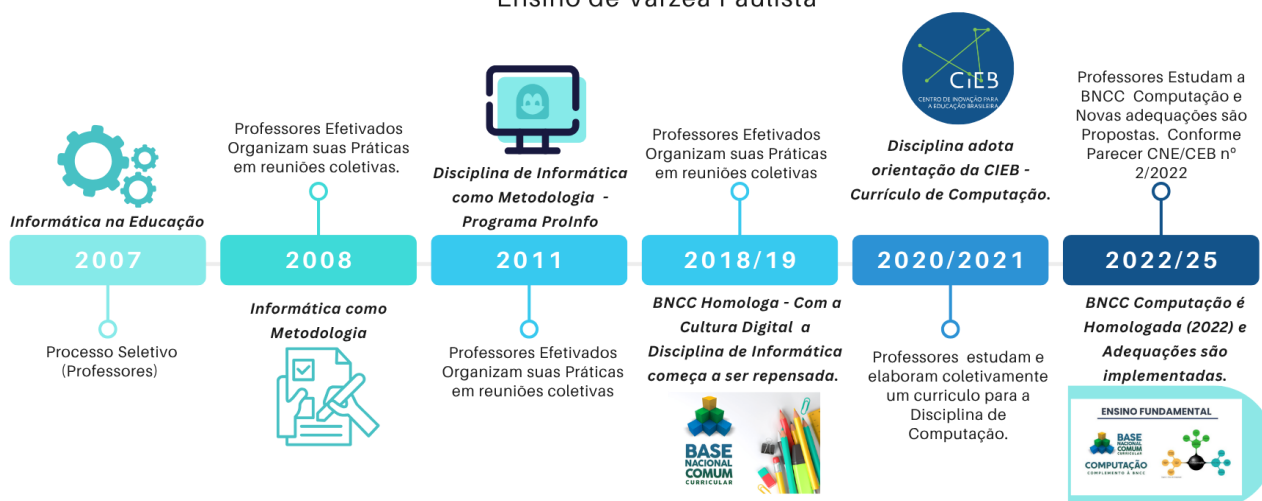 Ensino de Várzea Paulista
Informática na Educação
2007
Processo Seletivo
(Professores)
Professores Efetivados
Organizam suas Práticas
em reuniões coletivas.
2008
Informática como
Metodologia
Disciplina de Informática
como Metodologia -
Programa ProInfo
2011
Professores Efetivados
Organizam suas Práticas
em reuniões coletivas
Professores Efetivados
Organizam suas Práticas
em reuniões coletivas
2018/19
BNCC Homologa - Com a
Cultura Digital a
Disciplina de Informática
começa a ser repensada.
BASE
NACIONAL
COMUM
CURRICULAR
CIEB
CENTRO DE INOVAÇÃO PARA
A EDUCAÇÃO BRASILEIRA
Disciplina adota
orientação da CIEB -
Currículo de Computação.
2020/2021
Professores estudam e
elaboram coletivamente
um curriculo para a
Disciplina de
Computação.
Professores Estudam a
BNCC Computação e
Novas adequações são
Propostas. Conforme
Parecer CNE/CEB nº
2/2022
2022/25
BNCC Computação é
Homologada (2022) e
Adequações são
implementadas.
ENSINO FUNDAMENTAL
BASE
NACIONAL
COMUM
CURRICULAR
COMPUTAÇÃO
COMPLEMENTO À BNCC